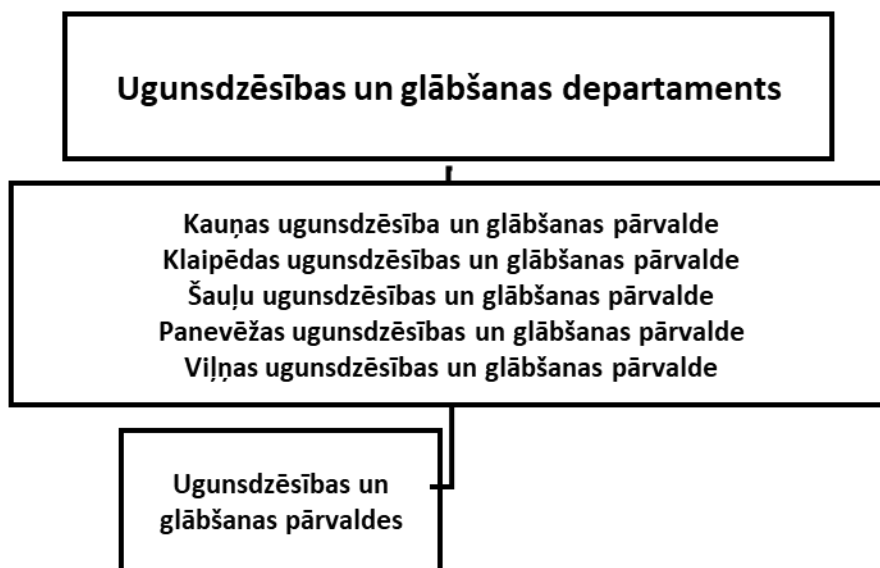 Ugunsdzēsības un glābšanas departaments
Kauņas ugunsdzēsība un glābšanas pārvalde
Klaipēdas ugunsdzēsības un glābšanas pārvalde
Šauļu ugunsdzēsības un glābšanas pārvalde
Panevēžas ugunsdzēsības un glābšanas pārvalde
Viļņas ugunsdzēsības un glābšanas pārvalde
Ugunsdzēsības un
glābšanas pārvaldes